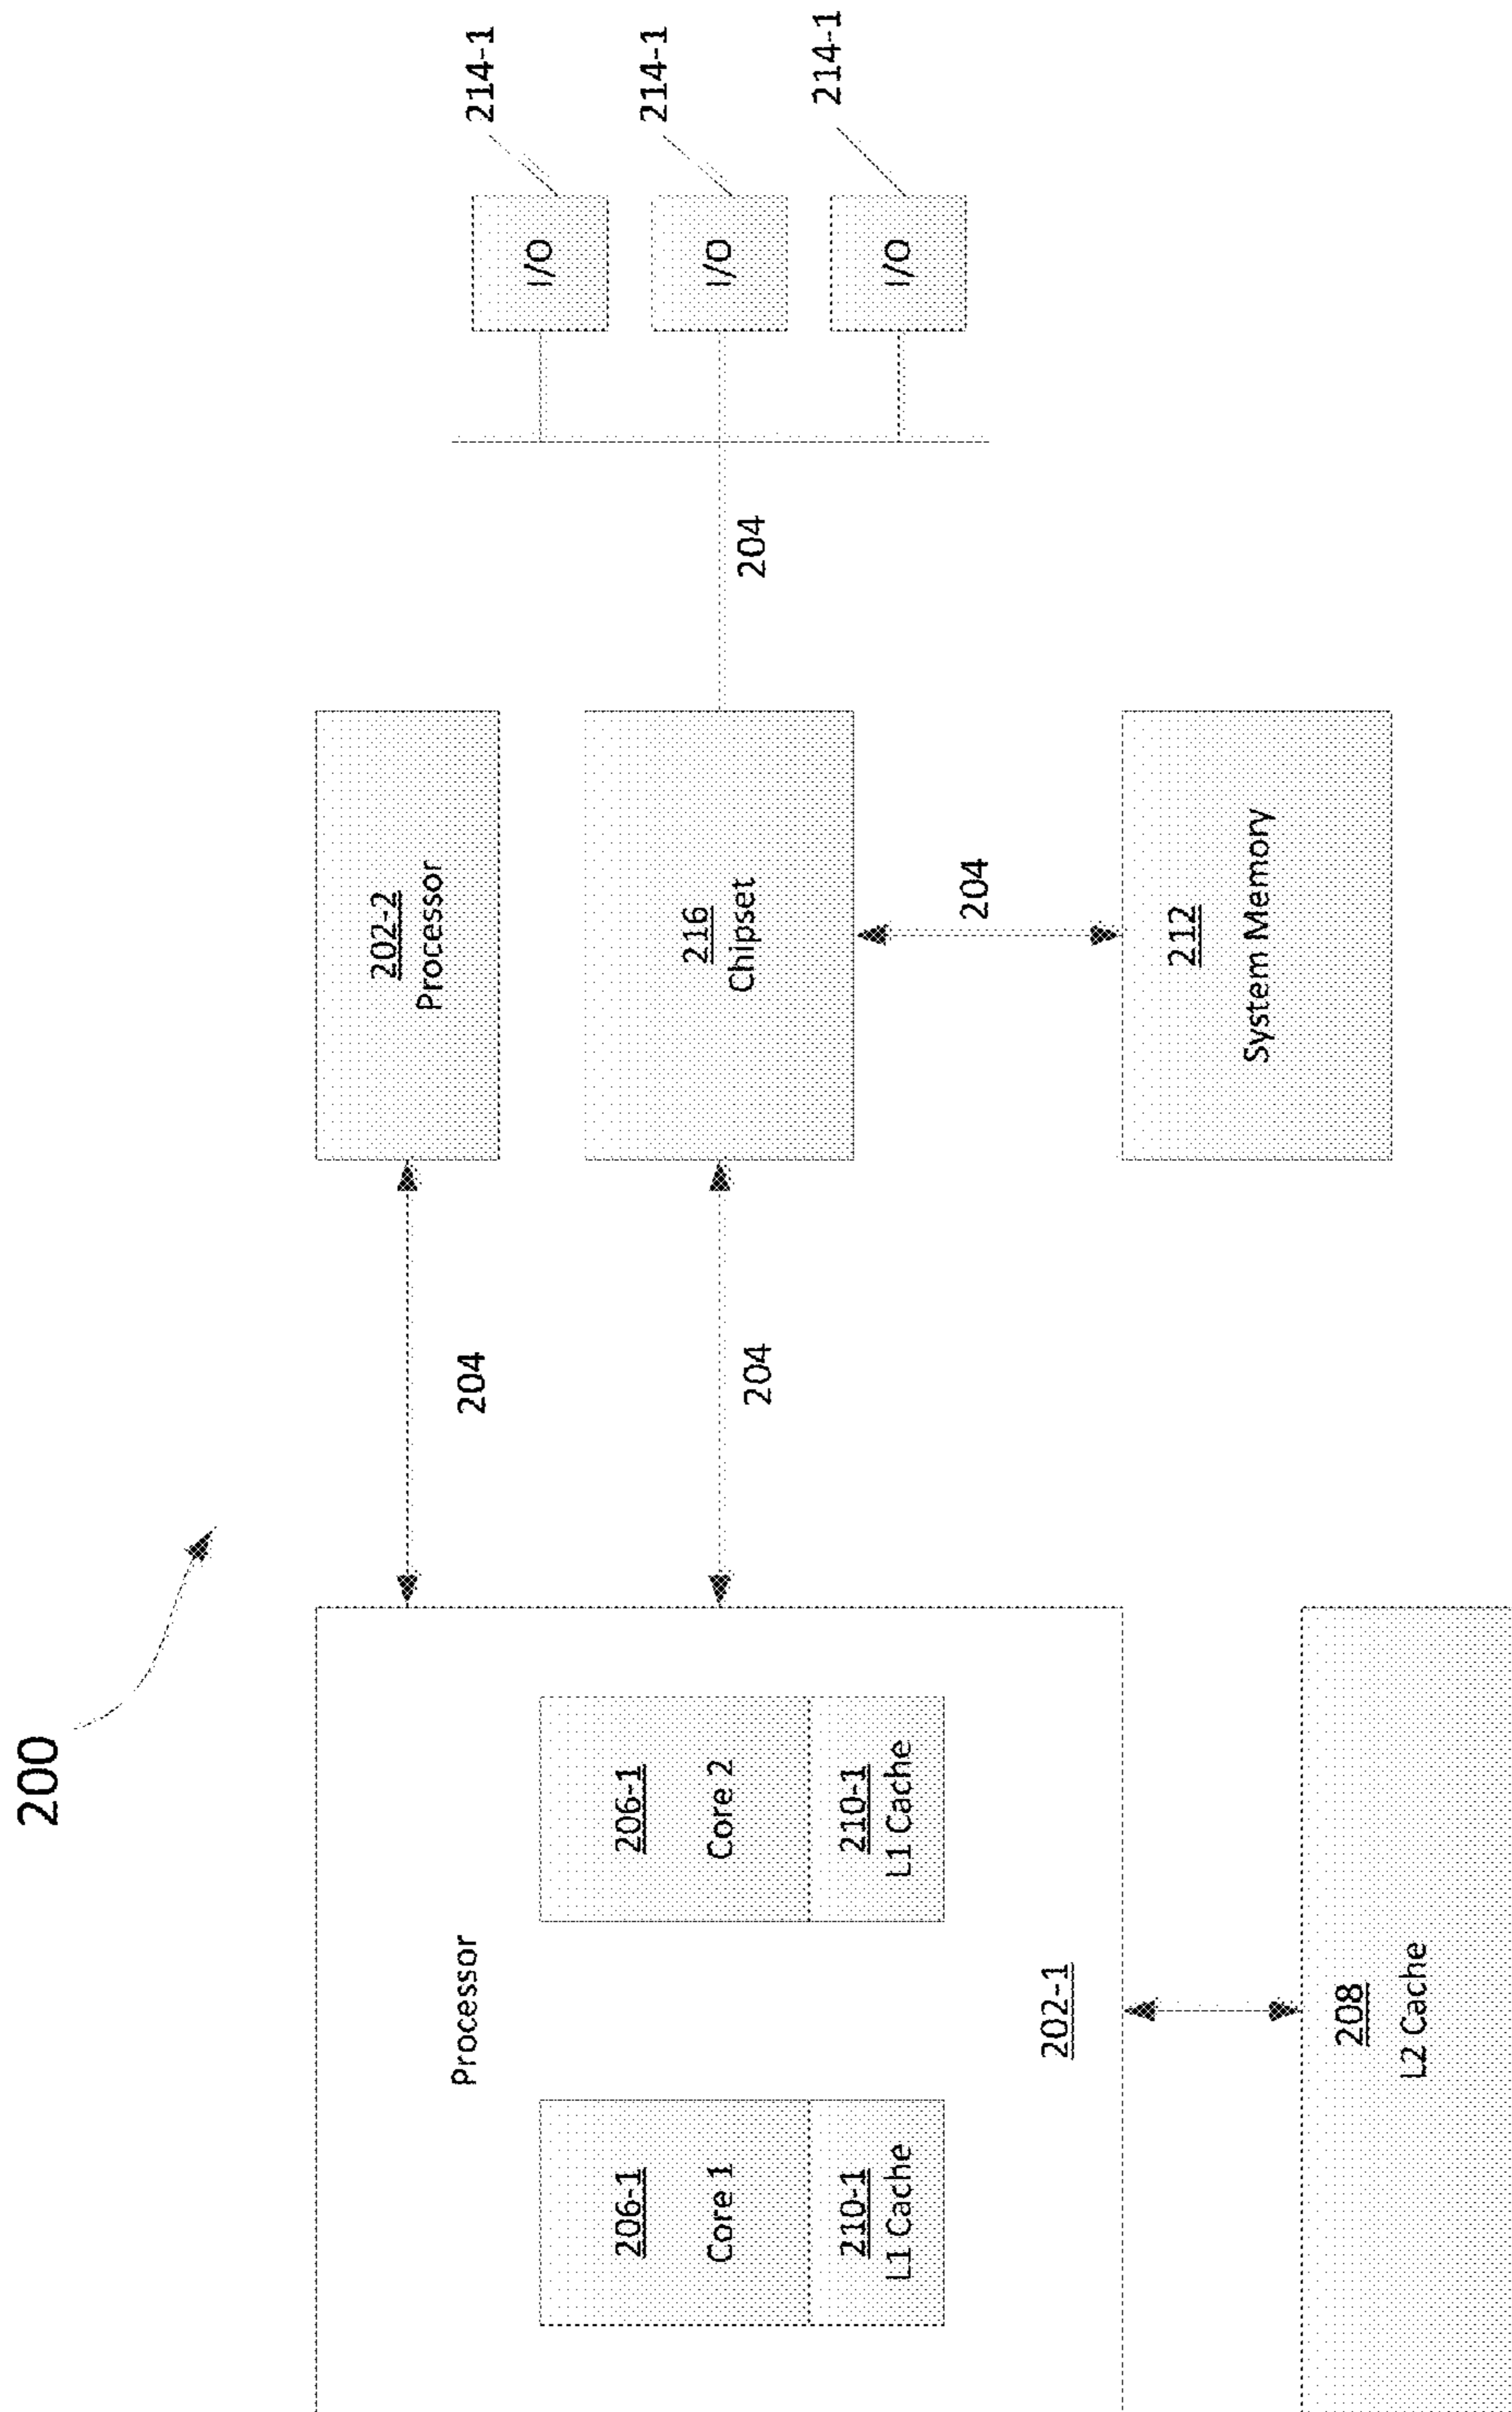 200
Processor
206-1
Core 1
210-1
L1 Cache
206-1
Core 2
210-1
L1 Cache
202-1
208
L2 Cache
204
204
202-2
Processor
216
Chipset
204
212
System Memory
204
I/O
I/O
I/O
214-1
214-1
214-1